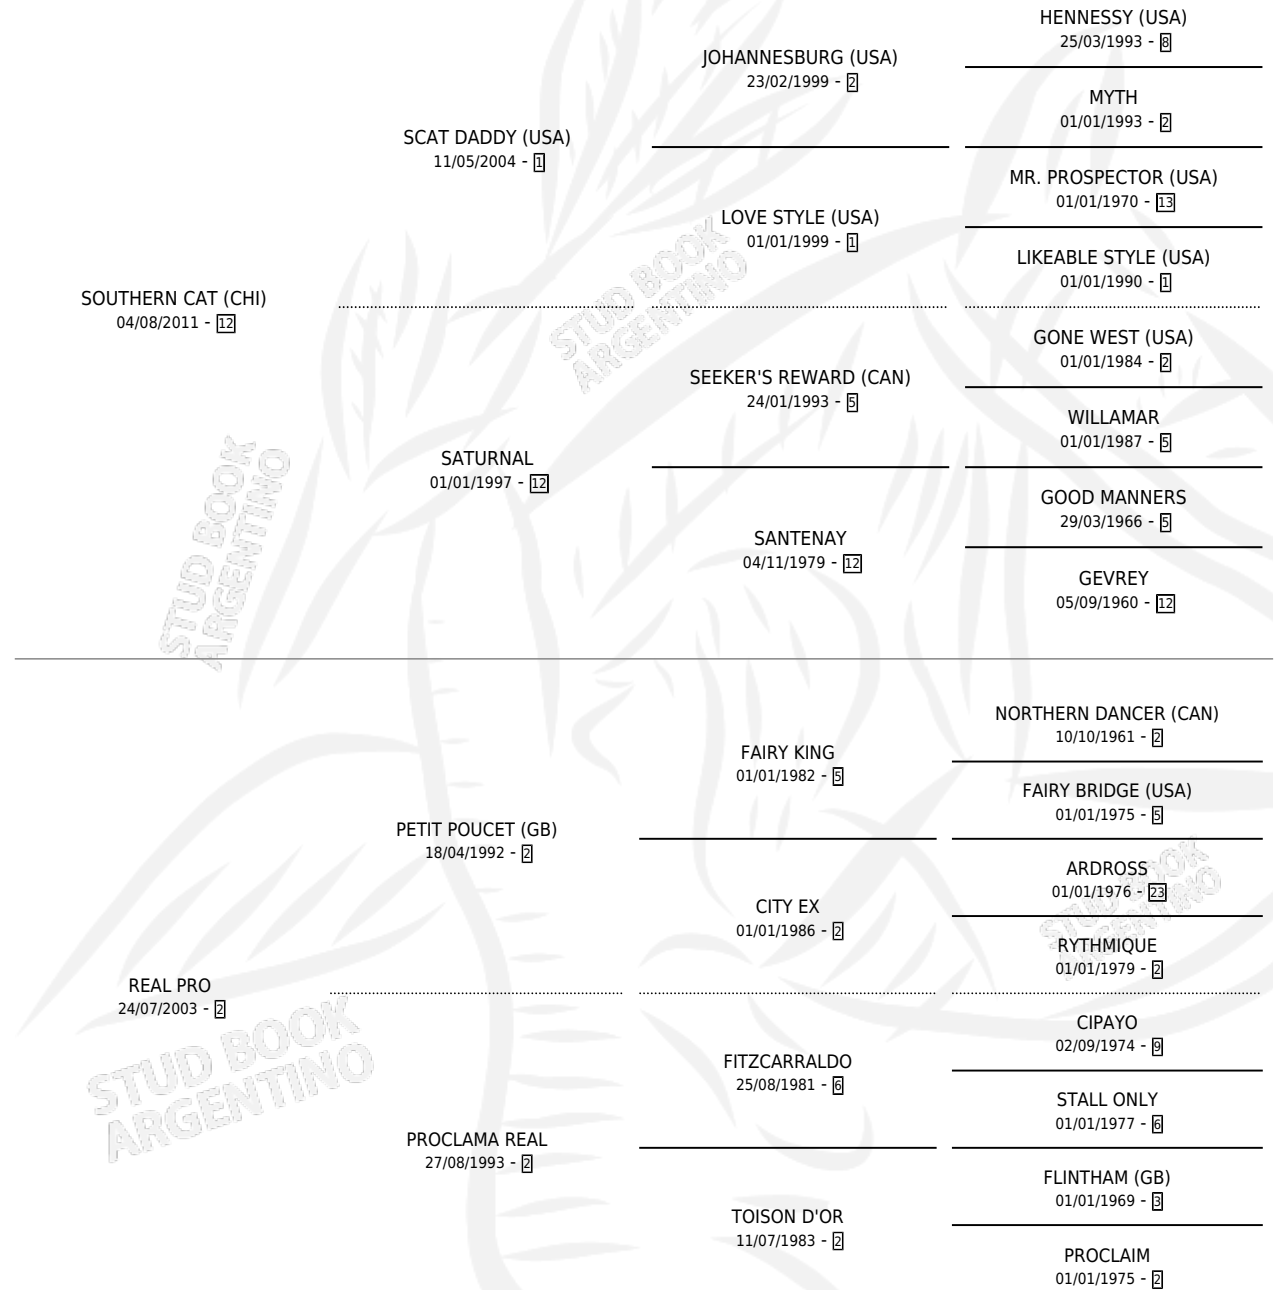 HENNESSY (USA)
25/03/1993 - 8
JOHANNESBURG (USA)
23/02/1999 - 2
MYTH
01/01/1993 - 2
SCAT DADDY (USA)
11/05/2004 - 1
MR. PROSPECTOR (USA)
01/01/1970 - 13
LOVE STYLE (USA)
01/01/1999 - 1
LIKEABLE STYLE (USA)
01/01/1990 - 1
SOUTHERN CAT (CHI)
04/08/2011 - 12
STUD BOOK
ARGENTINO
GONE WEST (USA)
01/01/1984 - 2
SEEKER'S REWARD (CAN)
24/01/1993 - 5
WILLAMAR
01/01/1987 - 5
SATURNAL
01/01/1997 - 12
GOOD MANNERS
29/03/1966 - 5
SANTENAY
04/11/1979 - 12
GEVREY
05/09/1960 - 12
STUD BOOK
ARGENTINO
NORTHERN DANCER (CAN)
10/10/1961 - 2
FAIRY KING
01/01/1982 - 5
FAIRY BRIDGE (USA)
01/01/1975 - 5
PETIT POUCET (GB)
18/04/1992 - 2
ARDROSS
01/01/1976 - 23
CITY EX
01/01/1986 - 2
STUD BOOK
ARGENTINO
RYTHMIQUE
01/01/1979 - 2
REAL PRO
24/07/2003 - 2
CIPAYO
02/09/1974 - 9
STUD BOOK
ARGENTINO
FITZCARRALDO
25/08/1981 - 6
STALL ONLY
01/01/1977 - 6
PROCLAMA REAL
27/08/1993 - 2
FLINTHAM (GB)
01/01/1969 - 3
TOISON D'OR
11/07/1983 - 2
PROCLAIM
01/01/1975 - 2